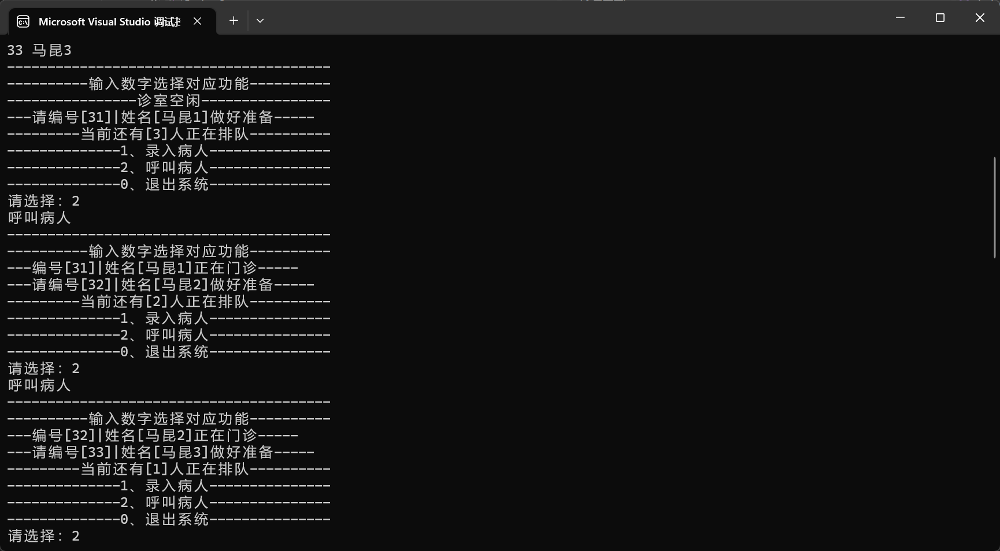 Microsoft Visual Studio 调试
33 马昆3
----------------------------------------
----------输入数字选择对应功能----------
----------------诊室空闲----------------
---请编号[31]|姓名[马昆1]做好准备-----
---------当前还有[3]人正在排队----------
--------------1、录入病人---------------
--------------2、呼叫病人---------------
--------------0、退出系统---------------
请选择：2
呼叫病人
----------------------------------------
----------输入数字选择对应功能----------
---编号[31]|姓名[马昆1]正在门诊-----
---请编号[32]|姓名[马昆2]做好准备-----
---------当前还有[2]人正在排队----------
--------------1、录入病人---------------
--------------2、呼叫病人---------------
--------------0、退出系统---------------
请选择：2
呼叫病人
----------------------------------------
----------输入数字选择对应功能----------
---编号[32]|姓名[马昆2]正在门诊-----
---请编号[33]|姓名[马昆3]做好准备-----
---------当前还有[1]人正在排队----------
--------------1、录入病人---------------
--------------2、呼叫病人---------------
--------------0、退出系统---------------
请选择：2